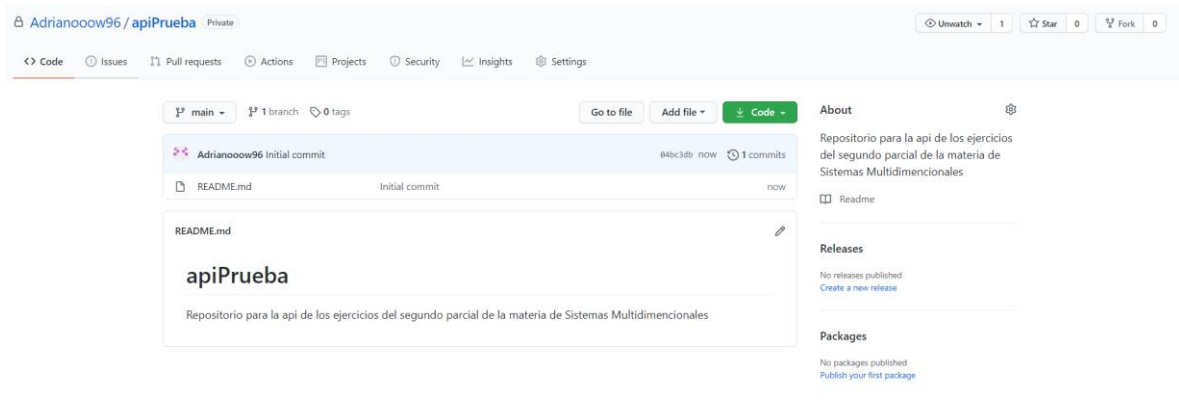 Adrianooow96 / apiPrueba Private
Unwatch 1 Star 0 Fork 0
<> Code Issues Pull requests Actions Projects Security Insights Settings
main 1 branch 0 tags Go to file Add file Code
Adrianooow96 Initial commit 04bc3db now 1 commits
README.md Initial commit now
README.md
apiPrueba
Repositorio para la api de los ejercicios del segundo parcial de la materia de Sistemas Multidimencionales
About
Repositorio para la api de los ejercicios
del segundo parcial de la materia de
Sistemas Multidimencionales
Readme
Releases
No releases published
Create a new release
Packages
No packages published
Publish your first package